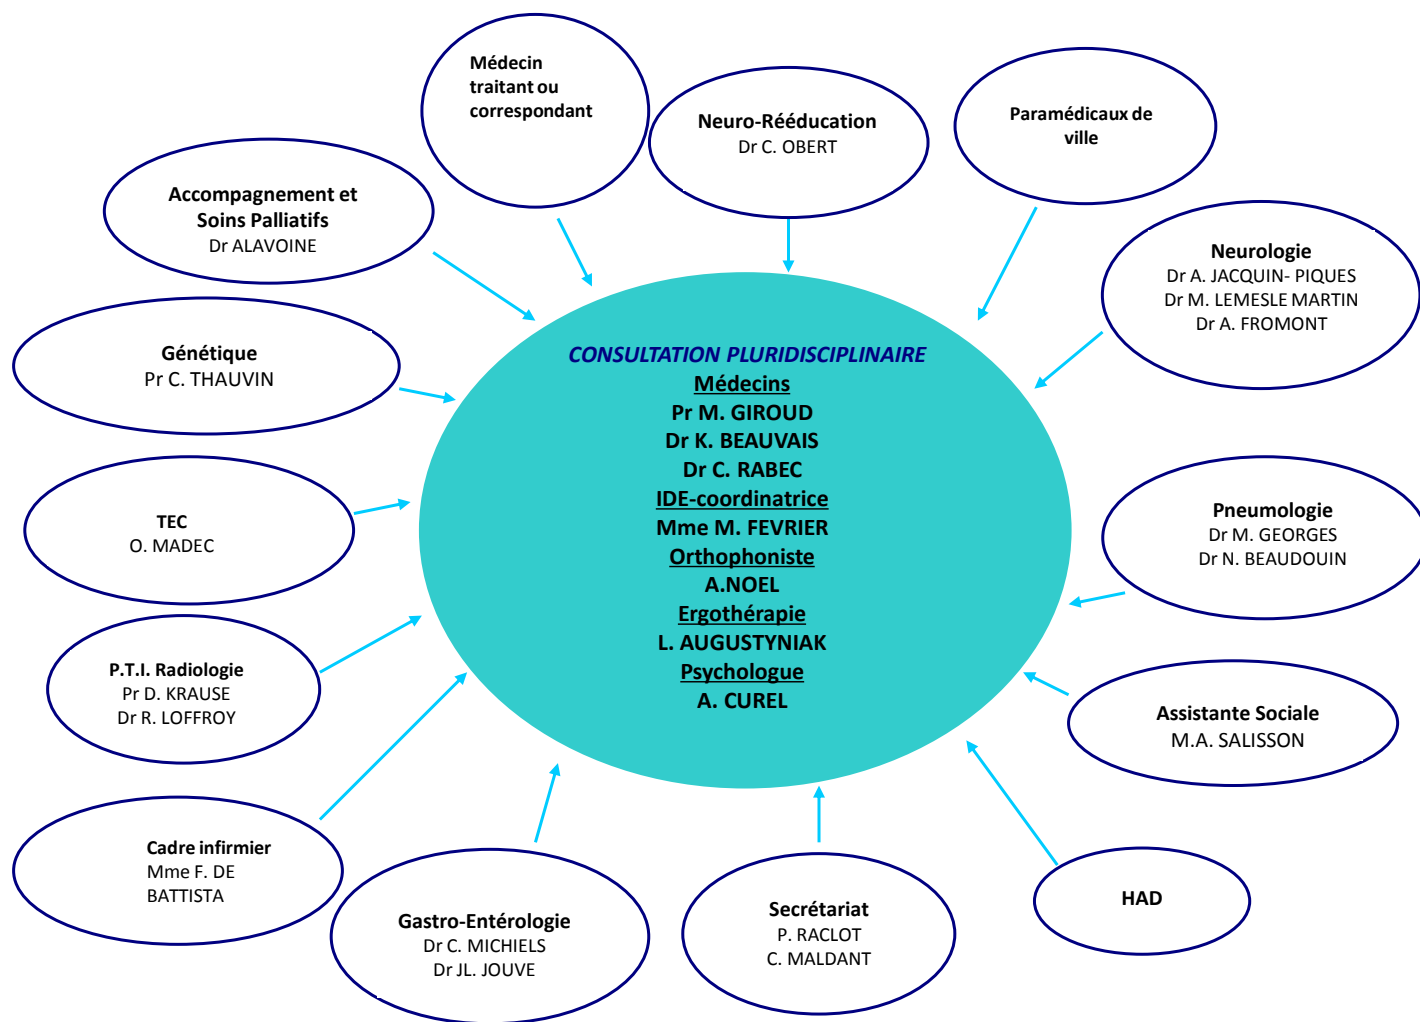 Médecin
traitant ou
correspondant
Neuro-Rééducation
Dr C. OBERT
Paramédicaux de
ville
Accompagnement et
Soins Palliatifs
Dr ALAVOINE
Neurologie
Dr A. JACQUIN- PIQUES
Dr M. LEMESLE MARTIN
Dr A. FROMONT
Génétique
Pr C. THAUVIN
CONSULTATION PLURIDISCIPLINAIRE
Médecins
Pr M. GIROUD
Dr K. BEAUVAIS
Dr C. RABEC
IDE-coordinatrice
Mme M. FEVRIER
Orthophoniste
A.NOEL
Ergothérapie
L. AUGUSTYNIAK
Psychologue
A. CUREL
TEC
O. MADEC
Pneumologie
Dr M. GEORGES
Dr N. BEAUDOUIN
P.T.I. Radiologie
Pr D. KRAUSE
Dr R. LOFFROY
Assistante Sociale
M.A. SALISSON
Cadre infirmier
Mme F. DE
BATTISTA
Gastro-Entérologie
Dr C. MICHIELS
Dr JL. JOUVE
Secrétariat
P. RACLOT
C. MALDANT
HAD